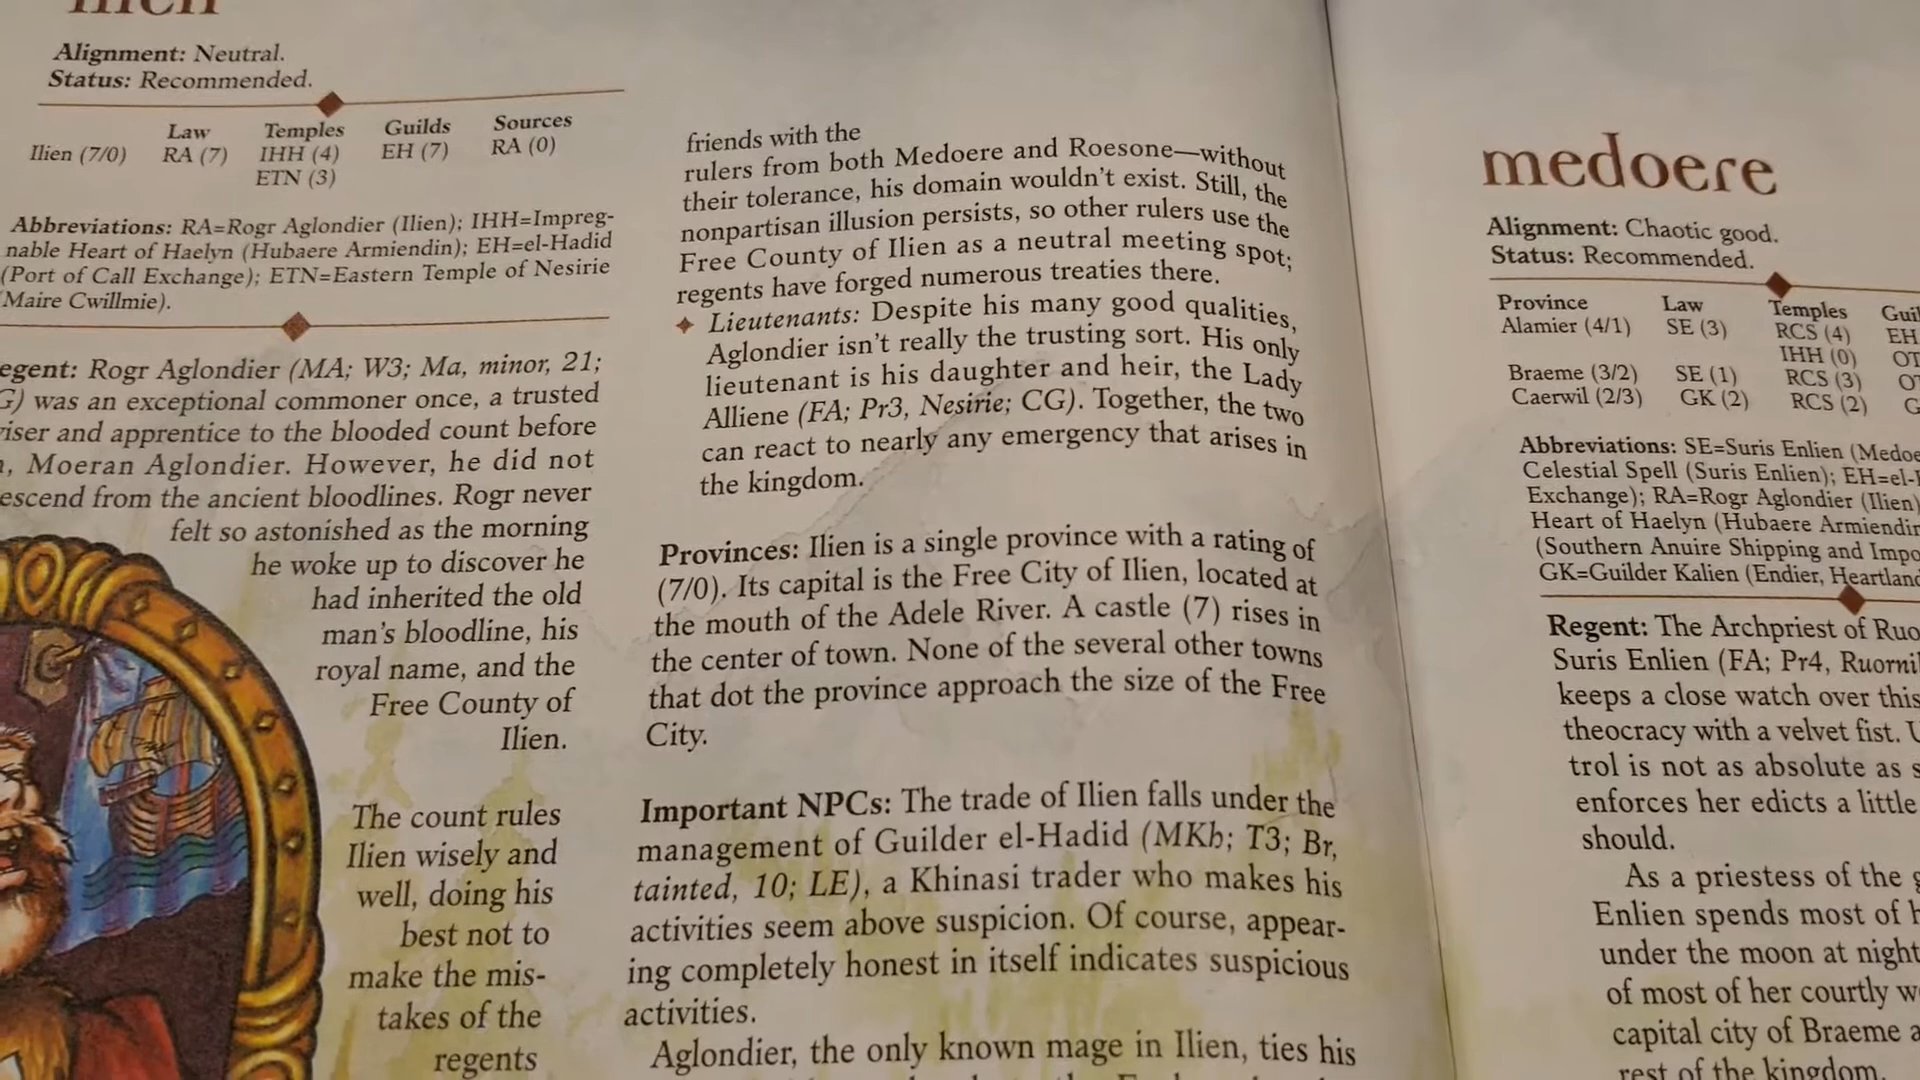 Alignment: Neutral.
Status: Recommended.
Law Temples Guilds Sources
Ilien (7/0) RA (7) IHH (4) EH (7) RA (0)
ETN (3)
Abbreviations: RA=Rogr Aglondier (Ilien); IHH=Impreg-
nable Heart of Haelyn (Hubaere Armiendin); EH=el-Hadid
(Port of Call Exchange); ETN=Eastern Temple of Nesirie
Maire Cwillmie).
egent: Rogr Aglondier (MA; W3; Ma, minor, 21;
G) was an exceptional commoner once, a trusted
iser and apprentice to the blooded count before
, Moeran Aglondier. However, he did not
escend from the ancient bloodlines. Rogr never
felt so astonished as the morning
he woke up to discover he
had inherited the old
man's bloodline, his
royal name, and the
Free County of
Ilien.
The count rules
Ilien wisely and
well, doing his
best not to
make the mis-
takes of the
regents
friends with the
rulers from both Medoere and Roesone—without
their tolerance, his domain wouldn't exist. Still, the
nonpartisan illusion persists, so other rulers use the
Free County of Ilien as a neutral meeting spot;
regents have forged numerous treaties there.
Lieutenants: Despite his many good qualities,
Aglondier isn't really the trusting sort. His only
lieutenant is his daughter and heir, the Lady
Alliene (FA; Pr3, Nesirie; CG). Together, the two
can react to nearly any emergency that arises in
the kingdom.
Provinces: Ilien is a single province with a rating of
(7/0). Its capital is the Free City of Ilien, located at
the mouth of the Adele River. A castle (7) rises in
the center of town. None of the several other towns
that dot the province approach the size of the Free
City.
Important NPCs: The trade of Ilien falls under the
management of Guilder el-Hadid (MKh; T3; Br,
tainted, 10; LE), a Khinasi trader who makes his
activities seem above suspicion. Of course, appear-
ing completely honest in itself indicates suspicious
activities.
Aglondier, the only known mage in Ilien, ties his
medoere
Alignment: Chaotic good.
Status: Recommended.
Province Law Temples Guil
Alamier (4/1) SE (3) RCS (4) EH
IHH (0) OT
Braeme (3/2) SE (1) RCS (3) OT
Caerwil (2/3) GK (2) RCS (2) G
Abbreviations: SE=Suris Enlien (Medoe
Celestial Spell (Suris Enlien); EH=el-
Exchange); RA=Rogr Aglondier (Ilien)
Heart of Haelyn (Hubaere Armiendin
(Southern Anuire Shipping and Impo
GK=Guilder Kalien (Endier, Heartland
Regent: The Archpriest of Ruo
Suris Enlien (FA; Pr4, Ruorni
keeps a close watch over this
theocracy with a velvet fist. U
trol is not as absolute as s
enforces her edicts a little
should.
As a priestess of the g
Enlien spends most of h
under the moon at night
of most of her courtly w
capital city of Braeme a
rest of the kingdom.